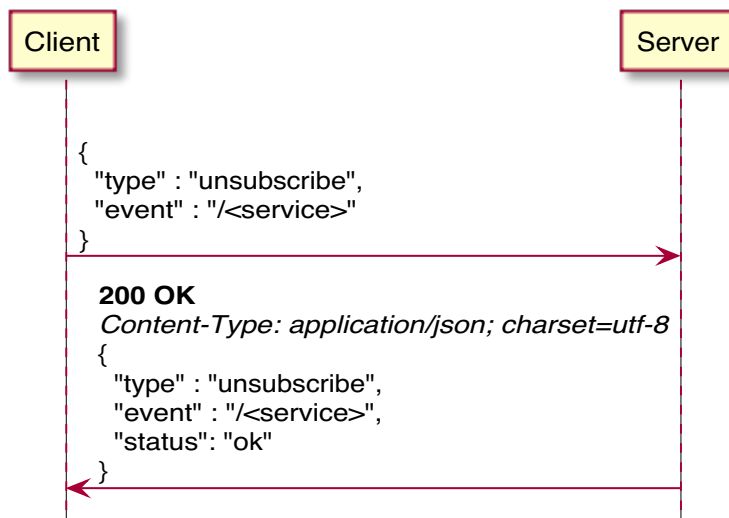 Client
Server
{
"type" : "unsubscribe",
"event" : "/<service>"
}
200 OK
Content-Type: application/json; charset=utf-8
{
"type" : "unsubscribe",
"event" : "/<service>",
"status": "ok"
}